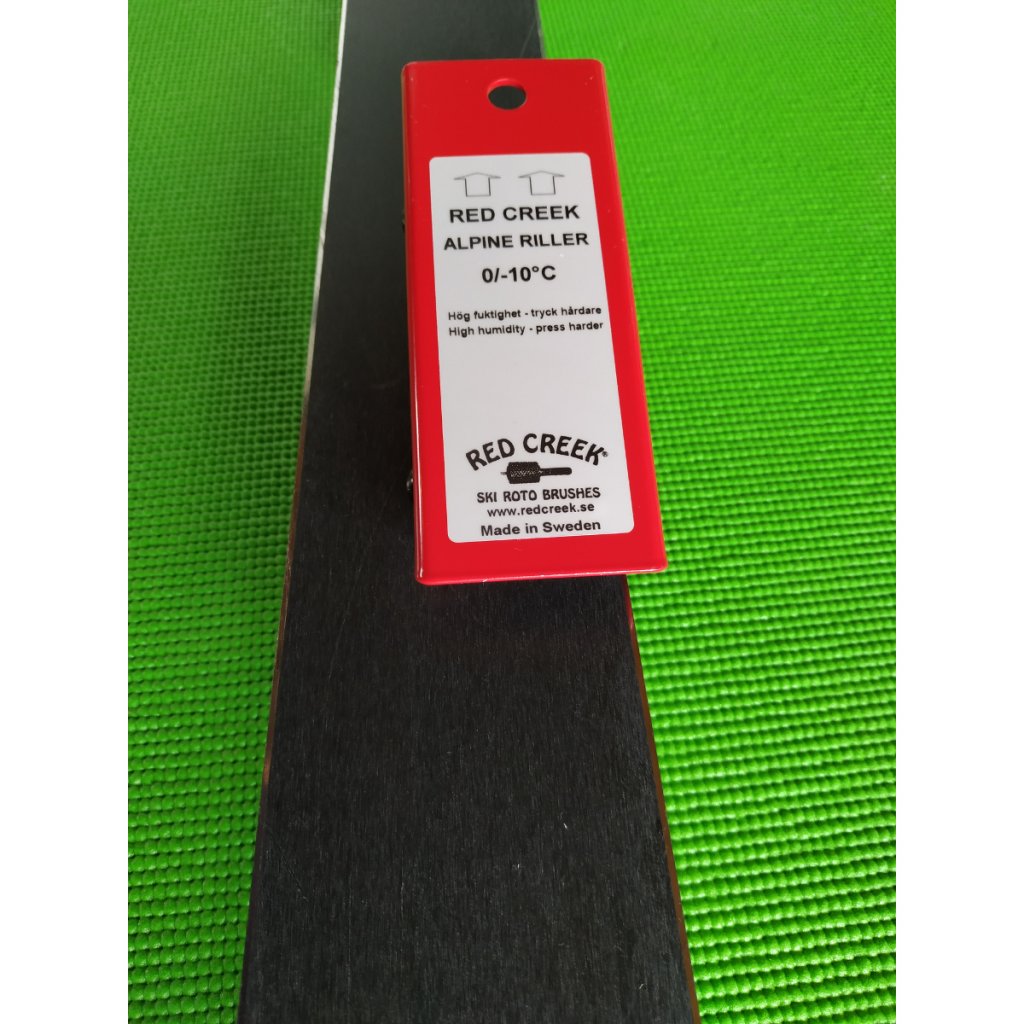 RED CREEK
ALPINE RILLER
0/-10°C
Hög fuktighet - tryck hårdare
High humidity - press harder
RED CREEK®
SKI ROTO BRUSHES
www.redcreek.se
Made in Sweden